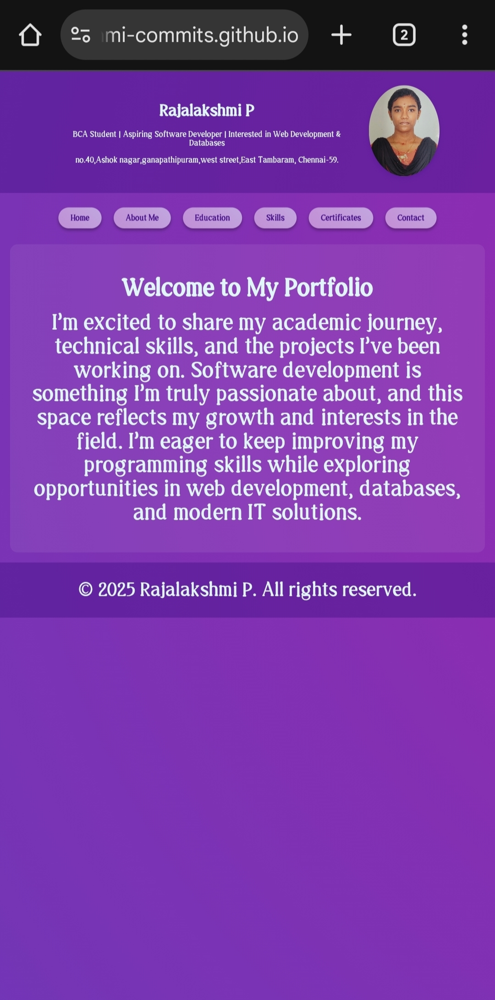 mi-commits.github.io
2
Rajalakshmi P
BCA Student | Aspiring Software Developer | Interested in Web Development &
Databases
no.40,Ashok nagar,ganapathipuram,west street,East Tambaram, Chennai-59.
Home About Me Education Skills Certificates Contact
Welcome to My Portfolio
I’m excited to share my academic journey,
technical skills, and the projects I’ve been
working on. Software development is
something I’m truly passionate about, and this
space reflects my growth and interests in the
field. I’m eager to keep improving my
programming skills while exploring
opportunities in web development, databases,
and modern IT solutions.
© 2025 Rajalakshmi P. All rights reserved.